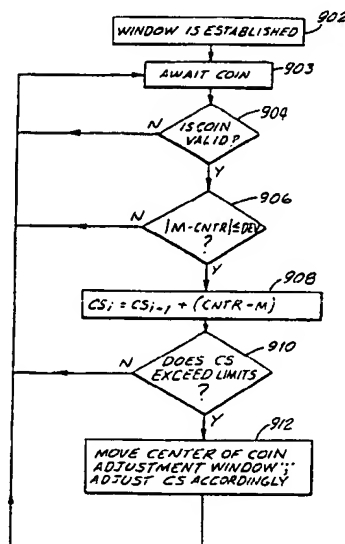 902
WINDOW IS ESTABLISHED
903
AWAIT COIN
904
N
IS COIN
VALID?
Y
906
N
|M-CNTR|≤DEV
?
Y
908
CSi = CSi-1 + (CNTR-M)
910
N
DOES CS
EXCEED LIMITS
?
Y
912
MOVE CENTER OF COIN
ADJUSTMENT WINDOW ";
ADJUST CS ACCORDINGLY